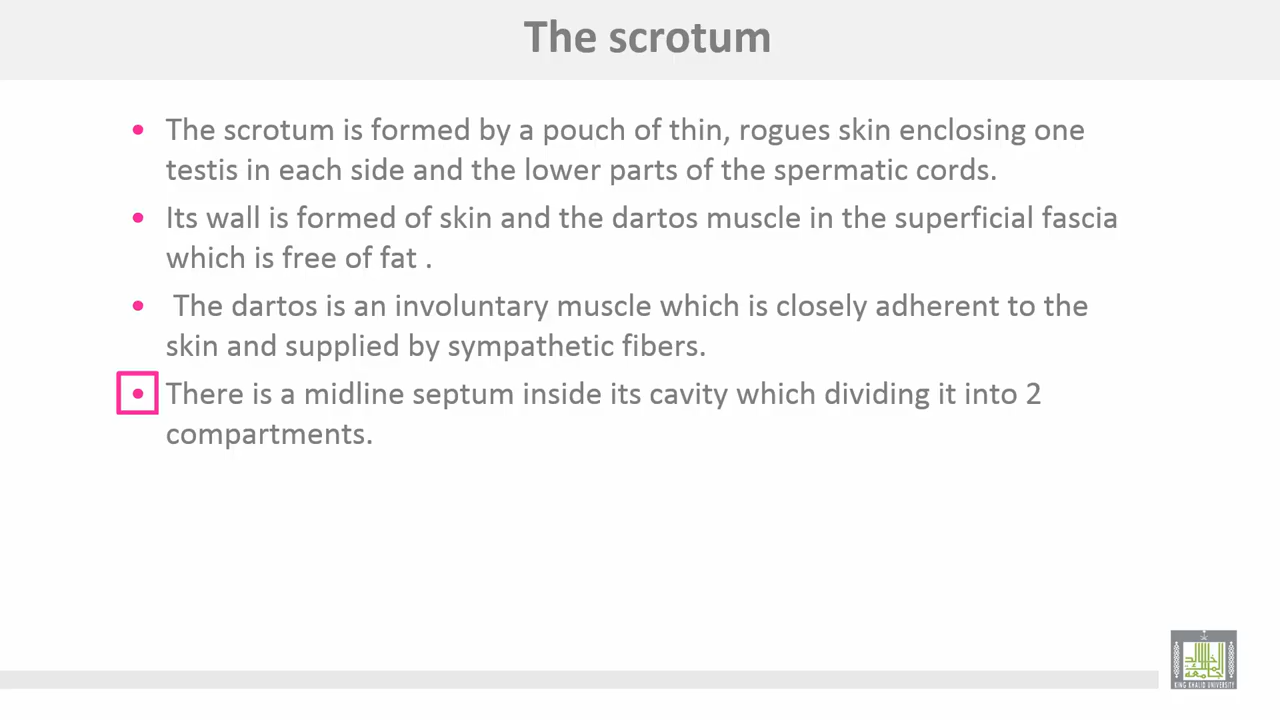 The scrotum
• The scrotum is formed by a pouch of thin, rogues skin enclosing one
testis in each side and the lower parts of the spermatic cords.
• Its wall is formed of skin and the dartos muscle in the superficial fascia
which is free of fat .
• The dartos is an involuntary muscle which is closely adherent to the
skin and supplied by sympathetic fibers.
• There is a midline septum inside its cavity which dividing it into 2
compartments.
KING KHALID UNIVERSITY